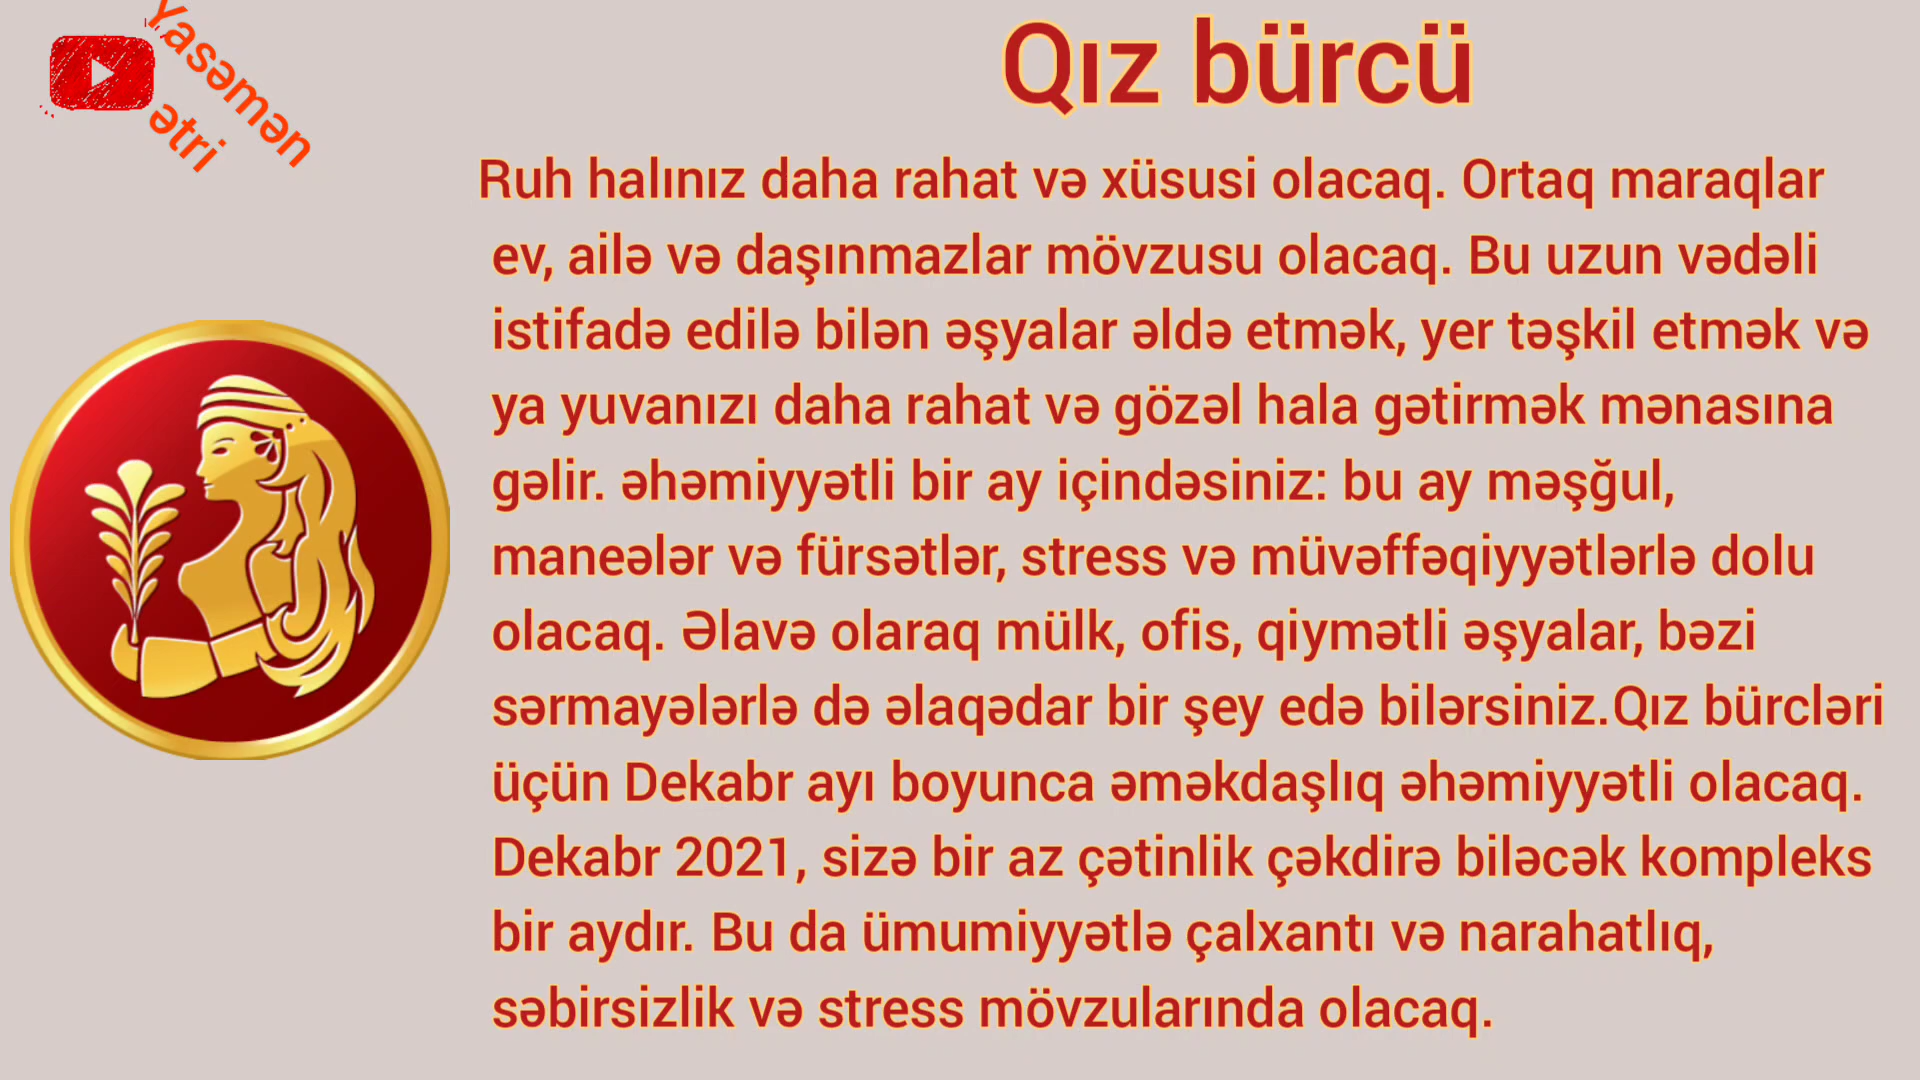 Yasəmən
ətri
Qız bürcü
Ruh halınız daha rahat və xüsusi olacaq. Ortaq maraqlar
ev, ailə və daşınmazlar mövzusu olacaq. Bu uzun vədəli
istifadə edilə bilən əşyalar əldə etmək, yer təşkil etmək və
ya yuvanızı daha rahat və gözəl hala gətirmək mənasına
gəlir. əhəmiyyətli bir ay içindəsiniz: bu ay məşğul,
maneələr və fürsətlər, stress və müvəffəqiyyətlərlə dolu
olacaq. Əlavə olaraq mülk, ofis, qiymətli əşyalar, bəzi
sərmayələrlə də əlaqədar bir şey edə bilərsiniz.Qız bürcləri
üçün Dekabr ayı boyunca əməkdaşlıq əhəmiyyətli olacaq.
Dekabr 2021, sizə bir az çətinlik çəkdirə biləcək kompleks
bir aydır. Bu da ümumiyyətlə çalxantı və narahatlıq,
səbirsizlik və stress mövzularında olacaq.